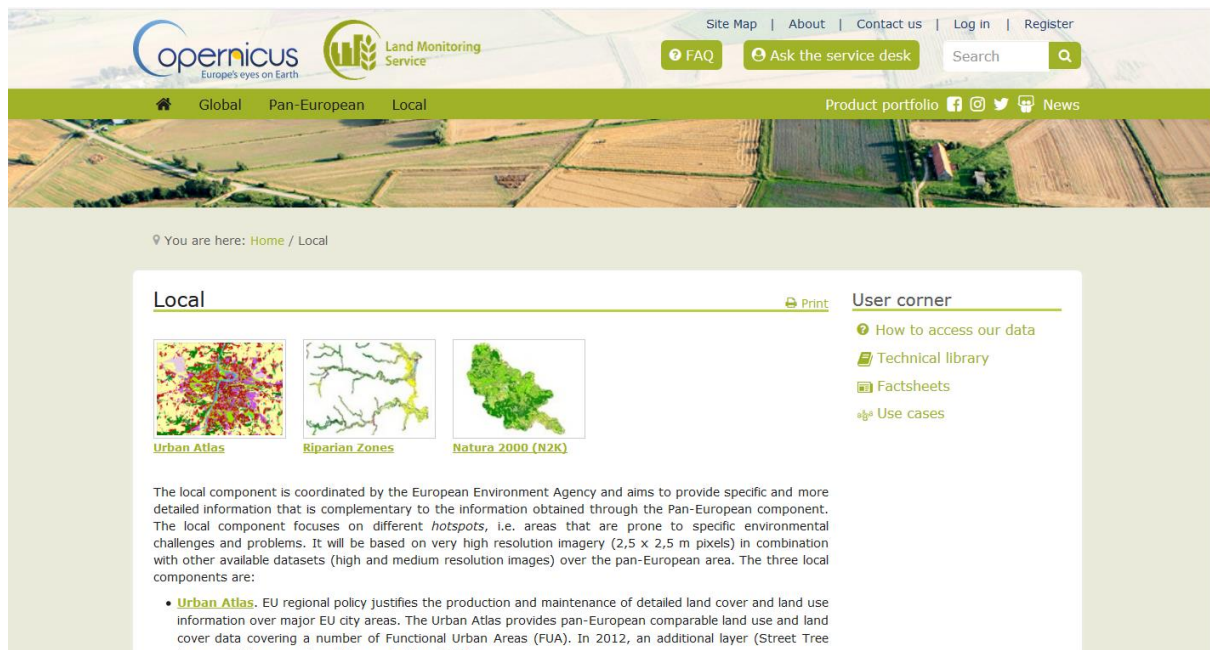 Site Map | About | Contact us | Log in | Register
opernicus
Europe's eyes on Earth
Land Monitoring
Service
FAQ
Ask the service desk
Search
Global Pan-European Local
Product portfolio
News
You are here: Home / Local
Local
Print
Urban Atlas
Riparian Zones
Natura 2000 (N2K)
The local component is coordinated by the European Environment Agency and aims to provide specific and more
detailed information that is complementary to the information obtained through the Pan-European component.
The local component focuses on different hotspots, i.e. areas that are prone to specific environmental
challenges and problems. It will be based on very high resolution imagery (2,5 x 2,5 m pixels) in combination
with other available datasets (high and medium resolution images) over the pan-European area. The three local
components are:
• Urban Atlas. EU regional policy justifies the production and maintenance of detailed land cover and land use
information over major EU city areas. The Urban Atlas provides pan-European comparable land use and land
cover data covering a number of Functional Urban Areas (FUA). In 2012, an additional layer (Street Tree
User corner
How to access our data
Technical library
Factsheets
Use cases